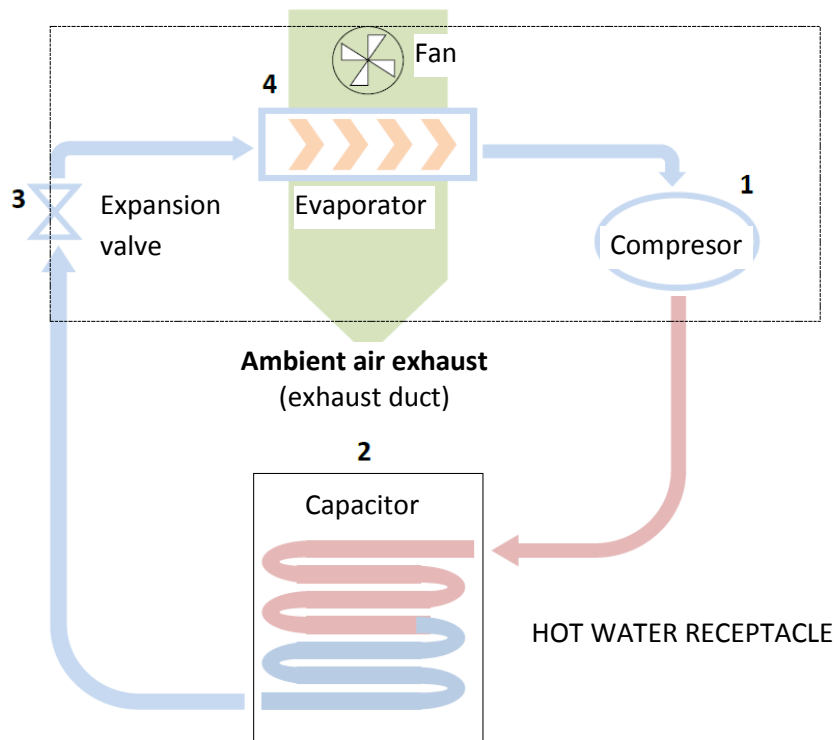 Fan
4
1
3
Expansion
valve
Evaporator
Compresor
Ambient air exhaust
(exhaust duct)
2
Capacitor
HOT WATER RECEPTACLE